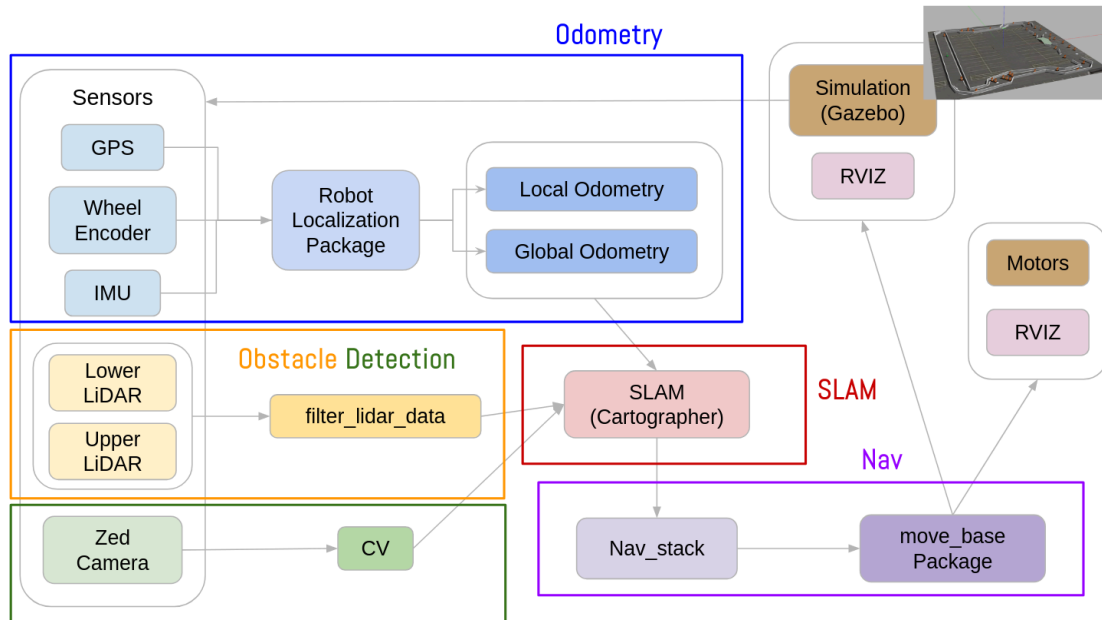 Odometry
Sensors
GPS
Wheel
Encoder
IMU
Robot
Localization
Package
Local Odometry
Global Odometry
Simulation
(Gazebo)
RVIZ
Motors
RVIZ
Obstacle Detection
Lower
LiDAR
Upper
LiDAR
filter_lidar_data
SLAM
(Cartographer)
SLAM
Nav
Zed
Camera
CV
Nav_stack
move_base
Package